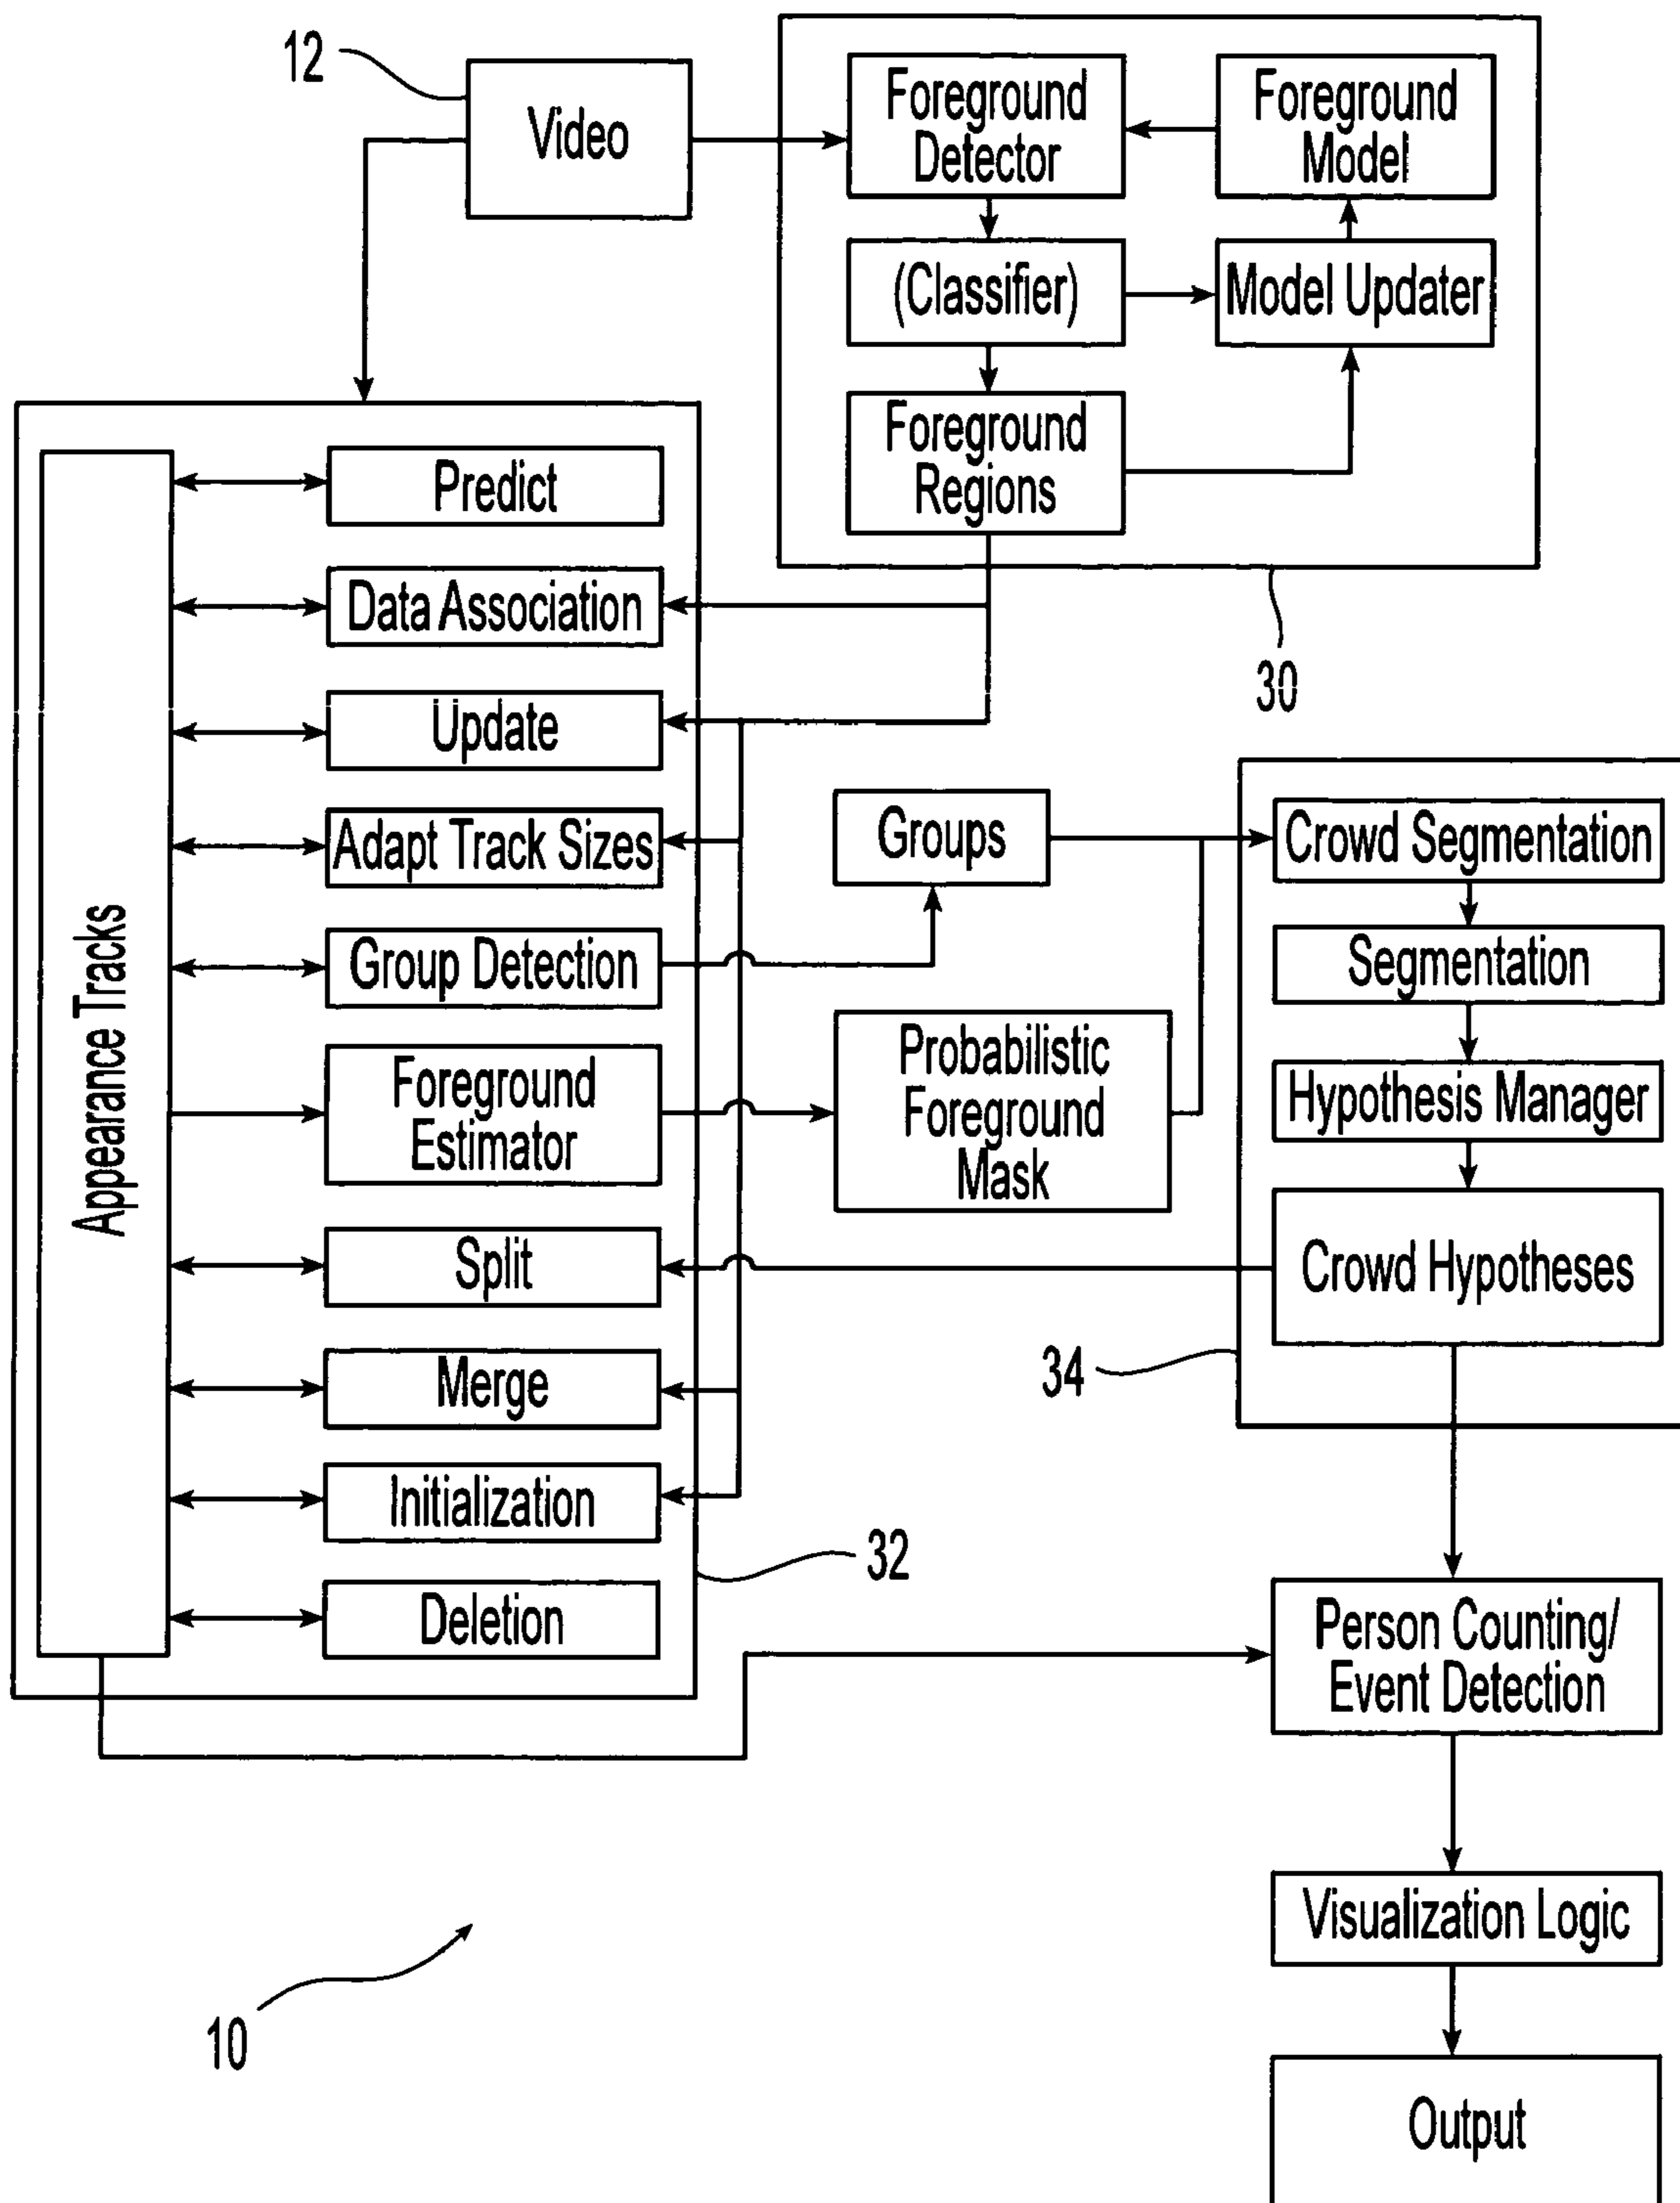 12
Video
Foreground
Detector
Foreground
Model
(Classifier)
Model Updater
Foreground
Regions
30
Appearance Tracks
Predict
Data Association
Update
Adapt Track Sizes
Group Detection
Foreground
Estimator
Split
Merge
Initialization
Deletion
32
Groups
Probabilistic
Foreground
Mask
Crowd Segmentation
Segmentation
Hypothesis Manager
Crowd Hypotheses
34
Person Counting/
Event Detection
Visualization Logic
Output
10